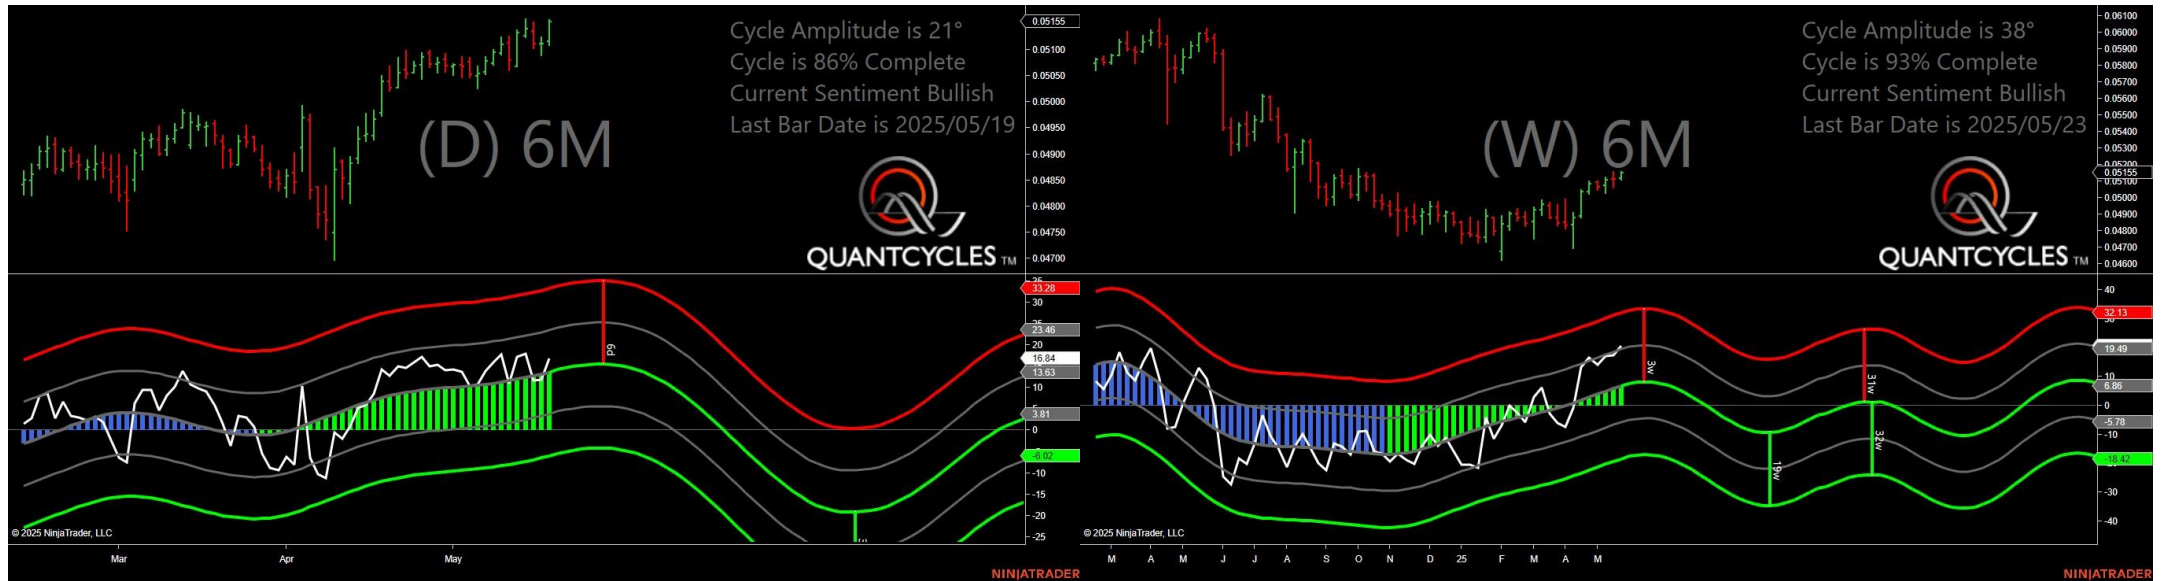 Cycle Amplitude is 21°
Cycle is 86% Complete
Current Sentiment Bullish
Last Bar Date is 2025/05/19
(D) 6M
QUANTCYCLES TM
0.05155
0.05100
0.05050
0.05000
0.04950
0.04900
0.04850
0.04800
0.04750
0.04700
33.28
30
23.46
20
16.84
13.63
10
3.81
0
-6.02
-10
-15
-20
-25
6d
© 2025 NinjaTrader, LLC
Mar Apr May
NINJATRADER
Cycle Amplitude is 38°
Cycle is 93% Complete
Current Sentiment Bullish
Last Bar Date is 2025/05/23
(W) 6M
QUANTCYCLES TM
0.06100
0.06000
0.05900
0.05800
0.05700
0.05600
0.05500
0.05400
0.05300
0.05155
0.05100
0.04900
0.04800
0.04700
0.04600
40
32.13
19.49
10
6.86
0
-5.78
-10
-18.42
-30
-40
3w
31w
32w
19w
© 2025 NinjaTrader, LLC
M A M J J A S O N D 25 F M A M
NINJATRADER